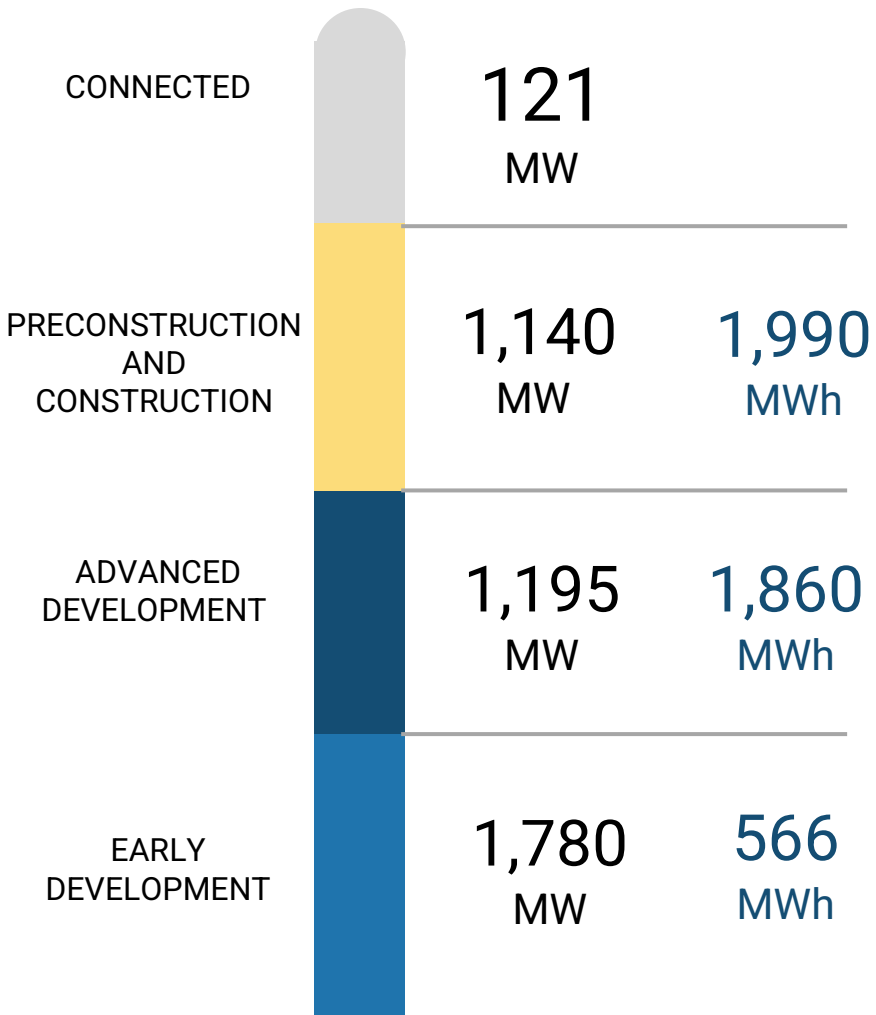 CONNECTED
121
MW
PRECONSTRUCTION
AND
CONSTRUCTION
1,140
MW
1,990
MWh
ADVANCED
DEVELOPMENT
1,195
MW
1,860
MWh
EARLY
DEVELOPMENT
1,780
MW
566
MWh